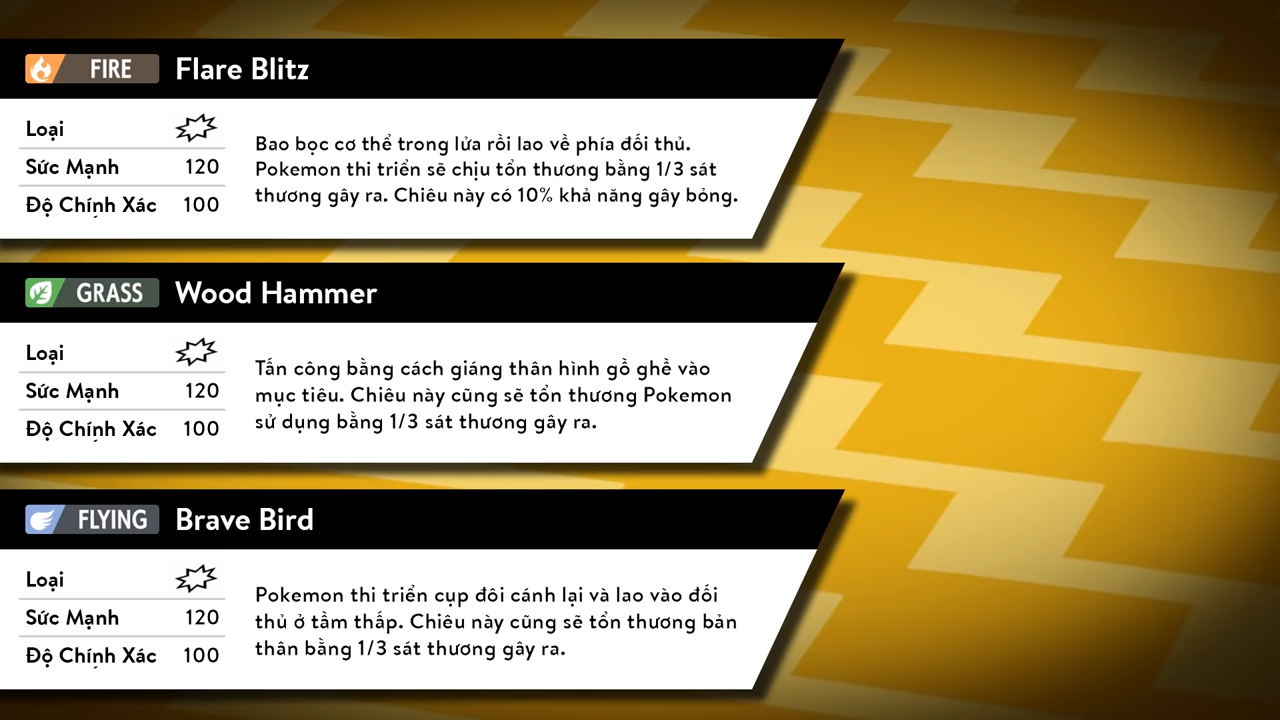 FIRE Flare Blitz
Loại
Sức Mạnh 120
Độ Chính Xác 100
Bao bọc cơ thể trong lửa rồi lao về phía đối thủ.
Pokemon thi triển sẽ chịu tổn thương bằng 1/3 sát
thương gây ra. Chiêu này có 10% khả năng gây bỏng.
GRASS Wood Hammer
Loại
Sức Mạnh 120
Độ Chính Xác 100
Tấn công bằng cách giáng thân hình gồ ghề vào
mục tiêu. Chiêu này cũng sẽ tổn thương Pokemon
sử dụng bằng 1/3 sát thương gây ra.
FLYING Brave Bird
Loại
Sức Mạnh 120
Độ Chính Xác 100
Pokemon thi triển cụp đôi cánh lại và lao vào đối
thủ ở tầm thấp. Chiêu này cũng sẽ tổn thương bản
thân bằng 1/3 sát thương gây ra.